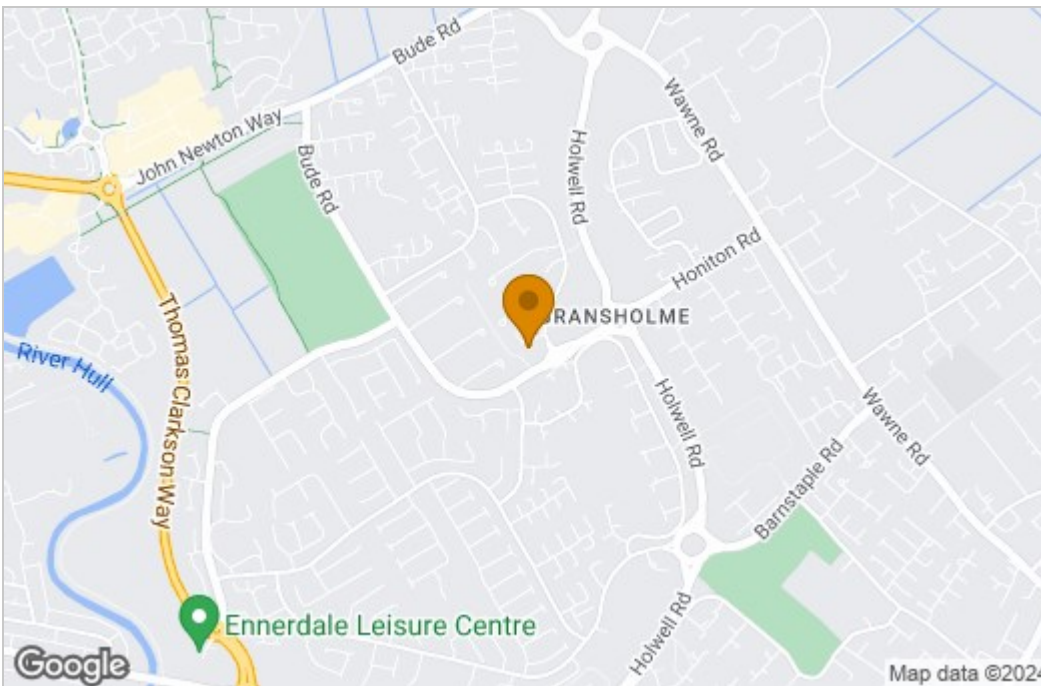 Bude Rd
John Newton Way
Wawne Rd
Bude Rd
Holwell Rd
Honiton Rd
RANSHOLME
Thomas Clarkson Way
River Hull
Holwell Rd
Wawne Rd
Barnstaple Rd
Ennerdale Leisure Centre
Holwell Rd
Google
Map data ©2024